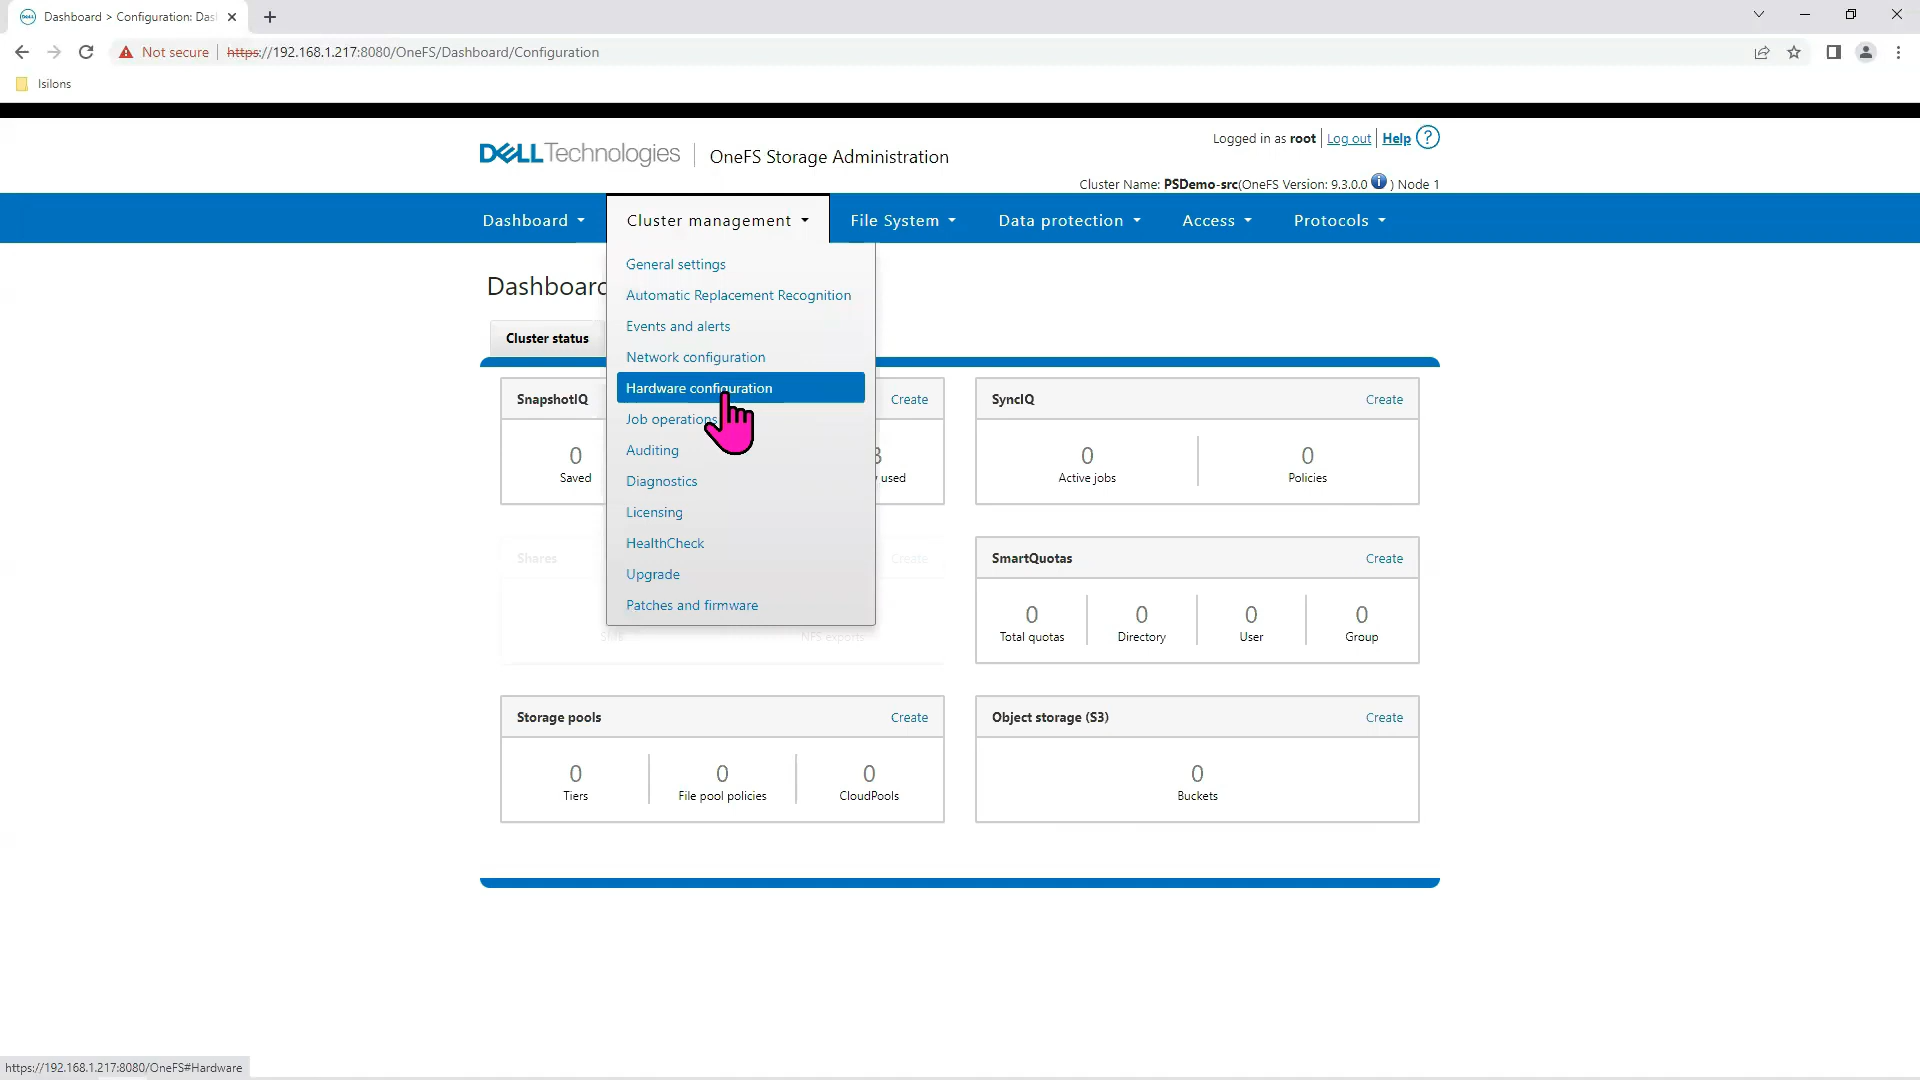 Dashboard > Configuration: Das
Not secure https://192.168.1.217:8080/OneFS/Dashboard/Configuration
Isilons
Logged in as root Log out Help ?
DELL Technologies OneFS Storage Administration
Cluster Name: PSDemo-src(OneFS Version: 9.3.0.0 i ) Node 1
Dashboard Cluster management File System Data protection Access Protocols
General settings
Dashboard
Automatic Replacement Recognition
Events and alerts
Cluster status
Network configuration
Hardware configuration
SnapshotIQ Create SyncIQ Create
Job operations
Auditing
0 0 0
Saved used Active jobs Policies
Diagnostics
Licensing
HealthCheck
Shares Create SmartQuotas Create
Upgrade
Patches and firmware
0 0 0 0
SMB NFS exports Total quotas Directory User Group
Storage pools Create Object storage (S3) Create
0 0 0 0
Tiers File pool policies CloudPools Buckets
https://192.168.1.217:8080/OneFS#Hardware